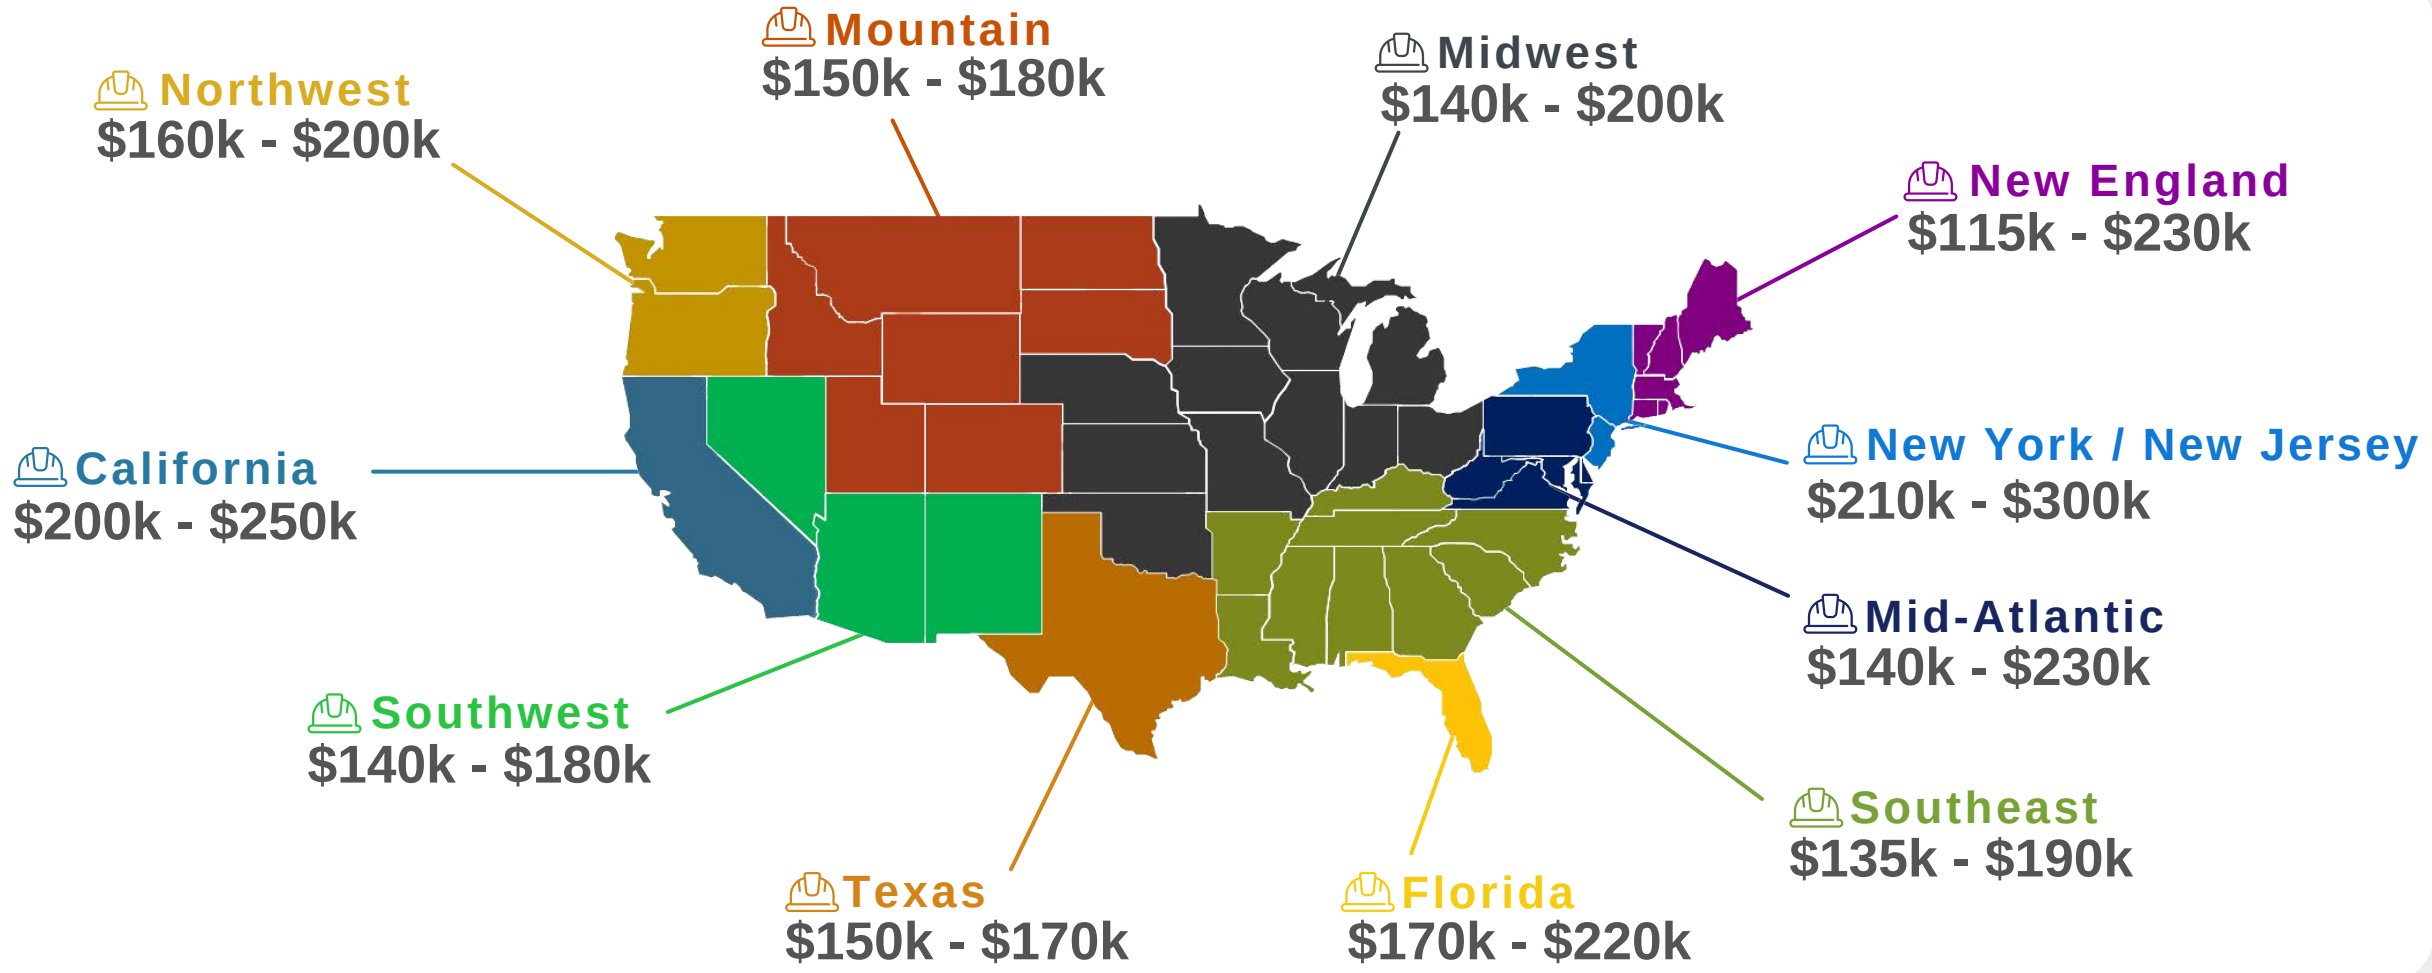 Mountain
$150k - $180k
Midwest
$140k - $200k
Northwest
$160k - $200k
New England
$115k - $230k
California
$200k - $250k
New York / New Jersey
$210k - $300k
Mid-Atlantic
$140k - $230k
Southwest
$140k - $180k
Southeast
$135k - $190k
Texas
$150k - $170k
Florida
$170k - $220k